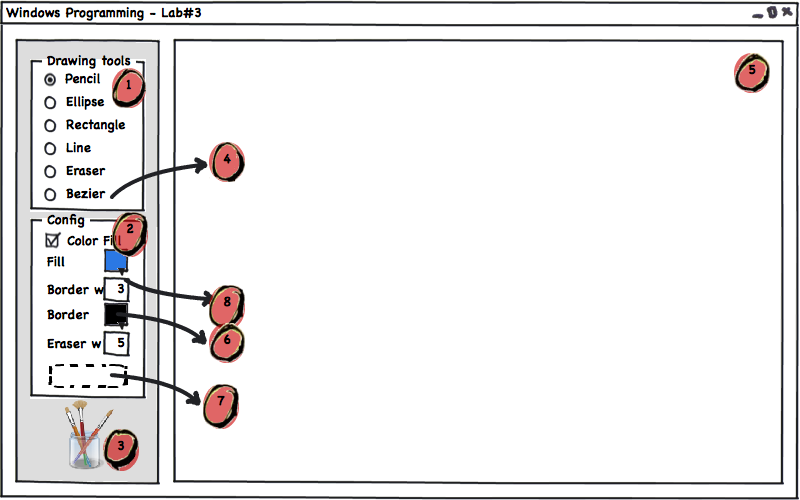 Windows Programming - Lab#3
Drawing tools
Pencil
1
Ellipse
Rectangle
Line
Eraser
Bezier
4
5
Config
2
Color Fill
Fill
Border w 3
8
Border
6
Eraser w 5
7
3